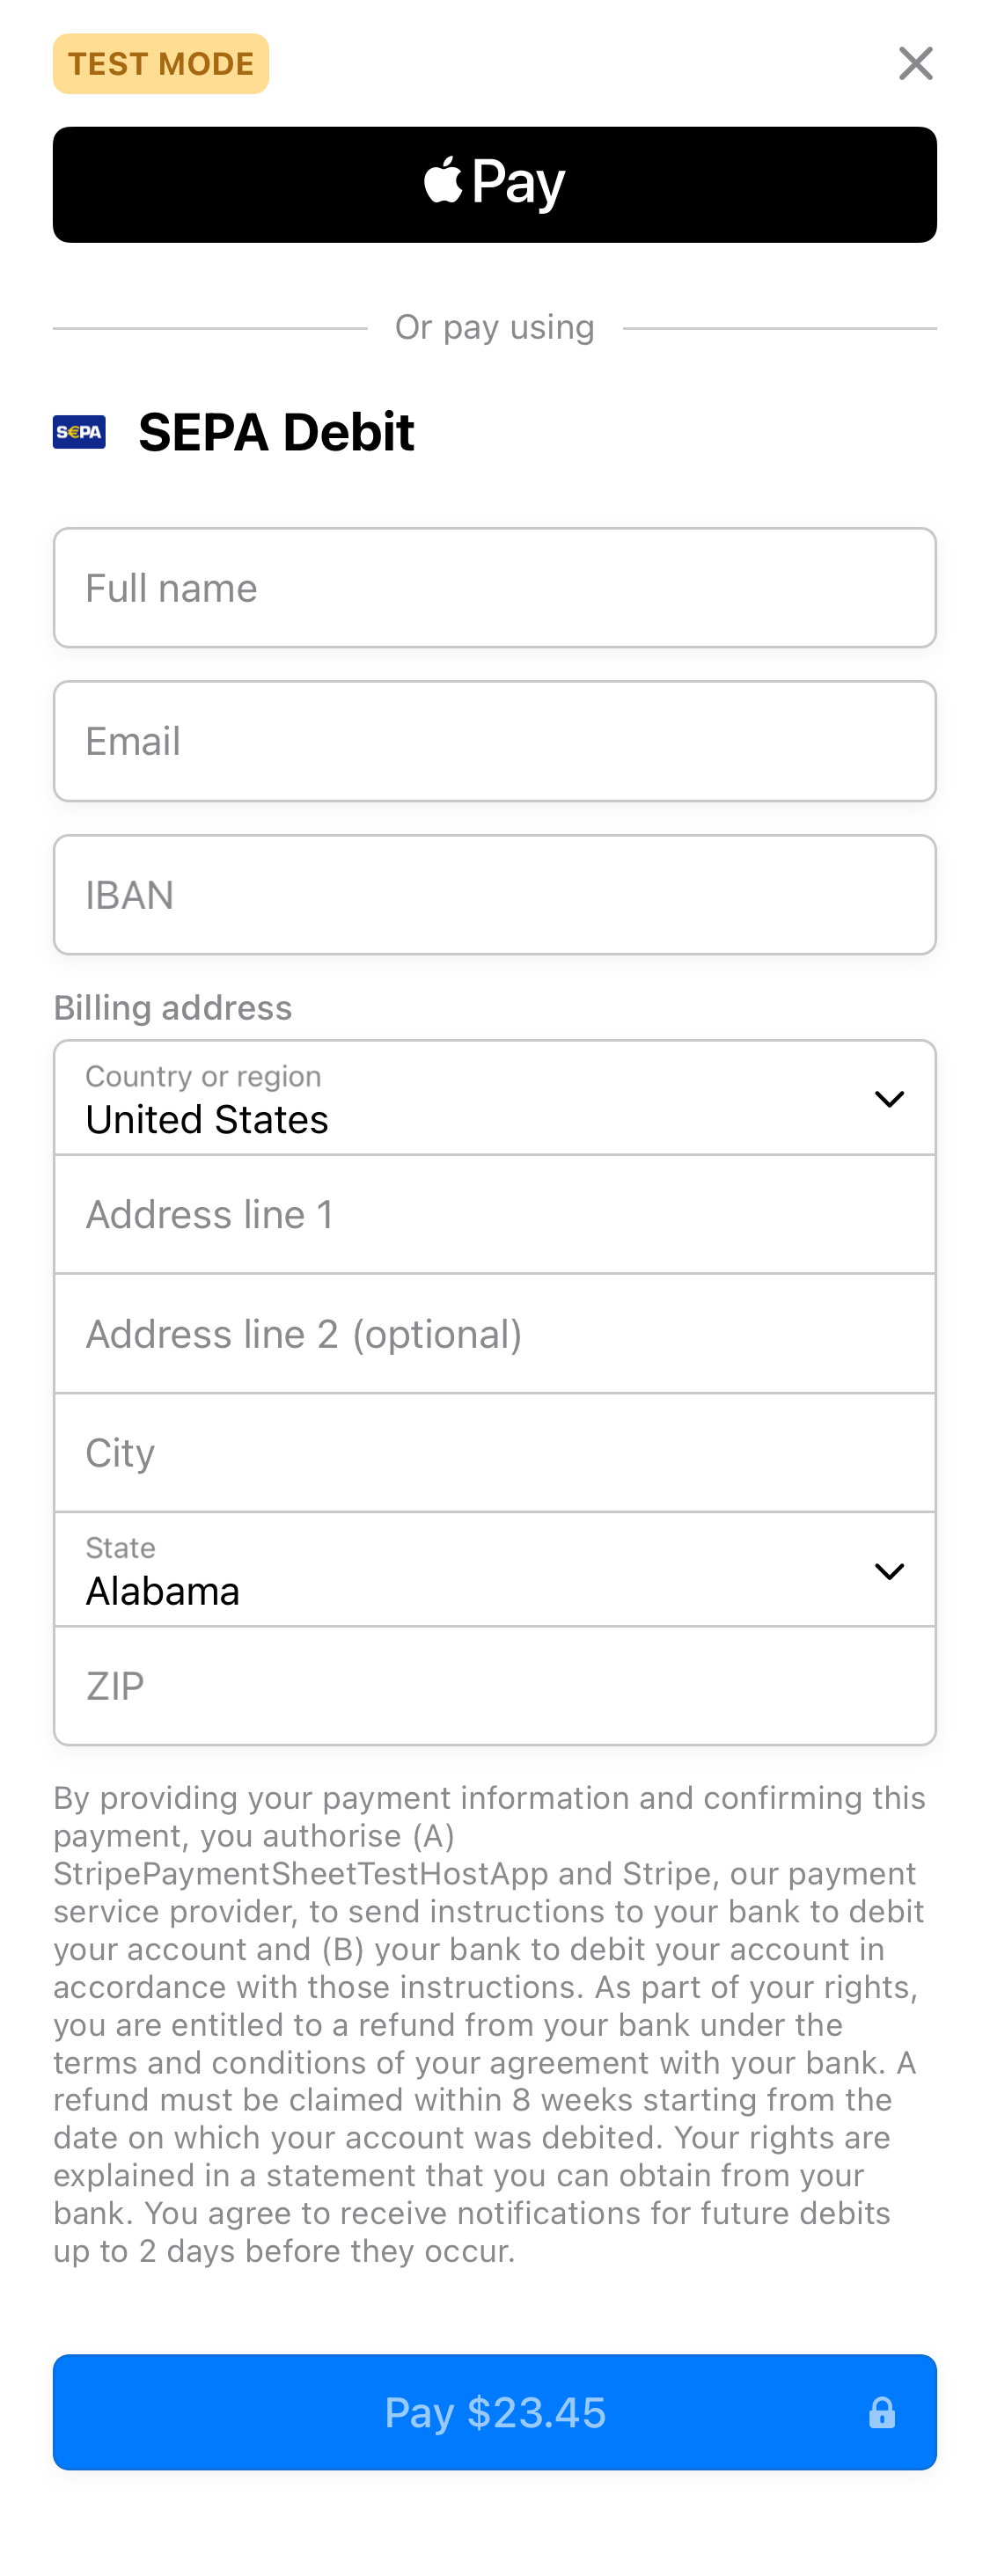 TEST MODE
Pay
Or pay using
S€PA SEPA Debit
Full name
Email
IBAN
Billing address
Country or region
United States
Address line 1
Address line 2 (optional)
City
State
Alabama
ZIP
By providing your payment information and confirming this
payment, you authorise (A)
StripePaymentSheetTestHostApp and Stripe, our payment
service provider, to send instructions to your bank to debit
your account and (B) your bank to debit your account in
accordance with those instructions. As part of your rights,
you are entitled to a refund from your bank under the
terms and conditions of your agreement with your bank. A
refund must be claimed within 8 weeks starting from the
date on which your account was debited. Your rights are
explained in a statement that you can obtain from your
bank. You agree to receive notifications for future debits
up to 2 days before they occur.
Pay $23.45